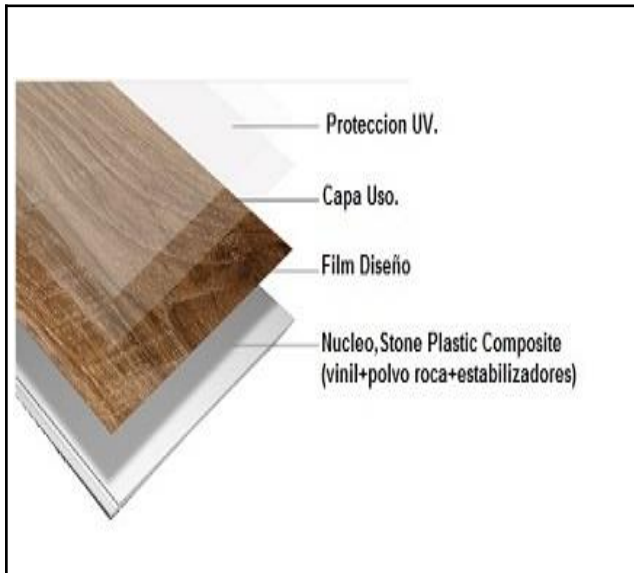 Proteccion UV.
Capa Uso.
Film Diseño
Nucleo,Stone Plastic Composite
(vinil+polvo roca+estabilizadores)